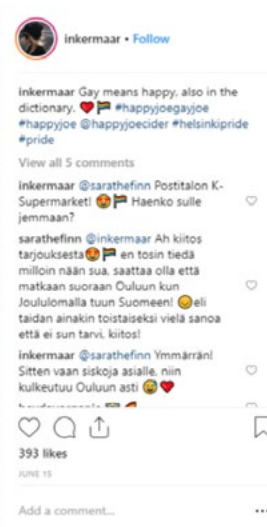 inkermaar • Follow
inkermaar Gay means happy, also in the
dictionary. ❤️🏳️‍🌈 #happyjoegayjoe
#happyjoe @happyjoecider #helsinkipride
#pride
View all 5 comments
inkermaar @sarathefinn Postitalon K-
Supermarket! 😍🏳️‍🌈 Haenko sulle
jemmaan?
sarathefinn @inkermaar Ah kiitos
tarjouksesta😍🏳️‍🌈 en tosin tiedä
milloin nään sua, saattaa olla että
matkaan suoraan Ouluun kun
Joululomalla tuun Suomeen! 😊eli
taidan ainakin toistaiseksi vielä sanoa
että ei sun tarvi, kiitos!
inkermaar @sarathefinn Ymmärrän!
Sitten vaan siskoja asialle, niin
kulkeutuu Ouluun asti 😄❤️
393 likes
JUNE 15
Add a comment...